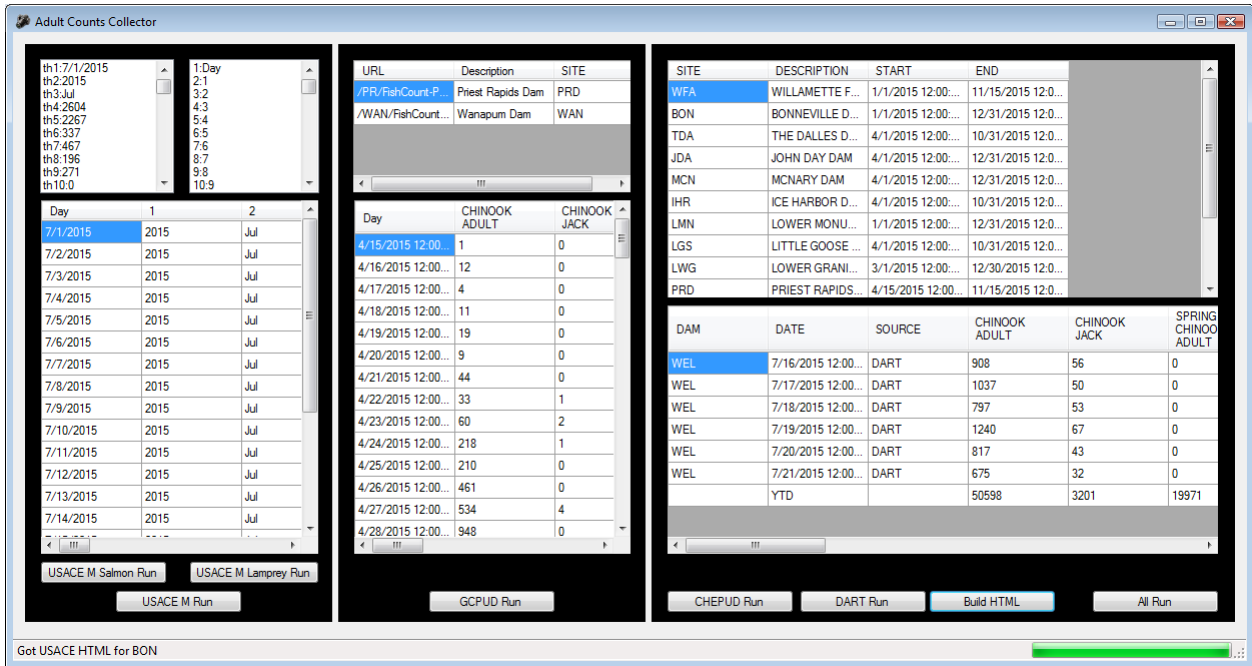 Adult Counts Collector
th1:7/1/2015
th2:2015
th3:Jul
th4:2604
th5:2267
th6:337
th7:467
th8:196
th9:271
th10:0
1:Day
2:1
3:2
4:3
5:4
6:5
7:6
8:7
9:8
10:9
Day 1 2
7/1/2015 2015 Jul
7/2/2015 2015 Jul
7/3/2015 2015 Jul
7/4/2015 2015 Jul
7/5/2015 2015 Jul
7/6/2015 2015 Jul
7/7/2015 2015 Jul
7/8/2015 2015 Jul
7/9/2015 2015 Jul
7/10/2015 2015 Jul
7/11/2015 2015 Jul
7/12/2015 2015 Jul
7/13/2015 2015 Jul
7/14/2015 2015 Jul
USACE M Salmon Run USACE M Lamprey Run
USACE M Run
URL Description SITE
/PR/FishCount-P... Priest Rapids Dam PRD
/WAN/FishCount... Wanapum Dam WAN
Day CHINOOK ADULT CHINOOK JACK
4/15/2015 12:00... 1 0
4/16/2015 12:00... 12 0
4/17/2015 12:00... 4 0
4/18/2015 12:00... 11 0
4/19/2015 12:00... 19 0
4/20/2015 12:00... 9 0
4/21/2015 12:00... 44 0
4/22/2015 12:00... 33 1
4/23/2015 12:00... 60 2
4/24/2015 12:00... 218 1
4/25/2015 12:00... 210 0
4/26/2015 12:00... 461 0
4/27/2015 12:00... 534 4
4/28/2015 12:00... 948 0
GCPUD Run
SITE DESCRIPTION START END
WFA WILLAMETTE F... 1/1/2015 12:00:... 11/15/2015 12:0...
BON BONNEVILLE D... 1/1/2015 12:00:... 12/31/2015 12:0...
TDA THE DALLES D... 4/1/2015 12:00:... 10/31/2015 12:0...
JDA JOHN DAY DAM 4/1/2015 12:00:... 12/31/2015 12:0...
MCN MCNARY DAM 4/1/2015 12:00:... 12/31/2015 12:0...
IHR ICE HARBOR D... 4/1/2015 12:00:... 10/31/2015 12:0...
LMN LOWER MONU... 1/1/2015 12:00:... 12/31/2015 12:0...
LGS LITTLE GOOSE ... 4/1/2015 12:00:... 10/31/2015 12:0...
LWG LOWER GRANI... 3/1/2015 12:00:... 12/30/2015 12:0...
PRD PRIEST RAPIDS... 4/15/2015 12:00... 11/15/2015 12:0...
DAM DATE SOURCE CHINOOK ADULT CHINOOK JACK SPRING CHINOO ADULT
WEL 7/16/2015 12:00... DART 908 56 0
WEL 7/17/2015 12:00... DART 1037 50 0
WEL 7/18/2015 12:00... DART 797 53 0
WEL 7/19/2015 12:00... DART 1240 67 0
WEL 7/20/2015 12:00... DART 817 43 0
WEL 7/21/2015 12:00... DART 675 32 0
YTD 50598 3201 19971
CHEPUD Run DART Run Build HTML All Run
Got USACE HTML for BON